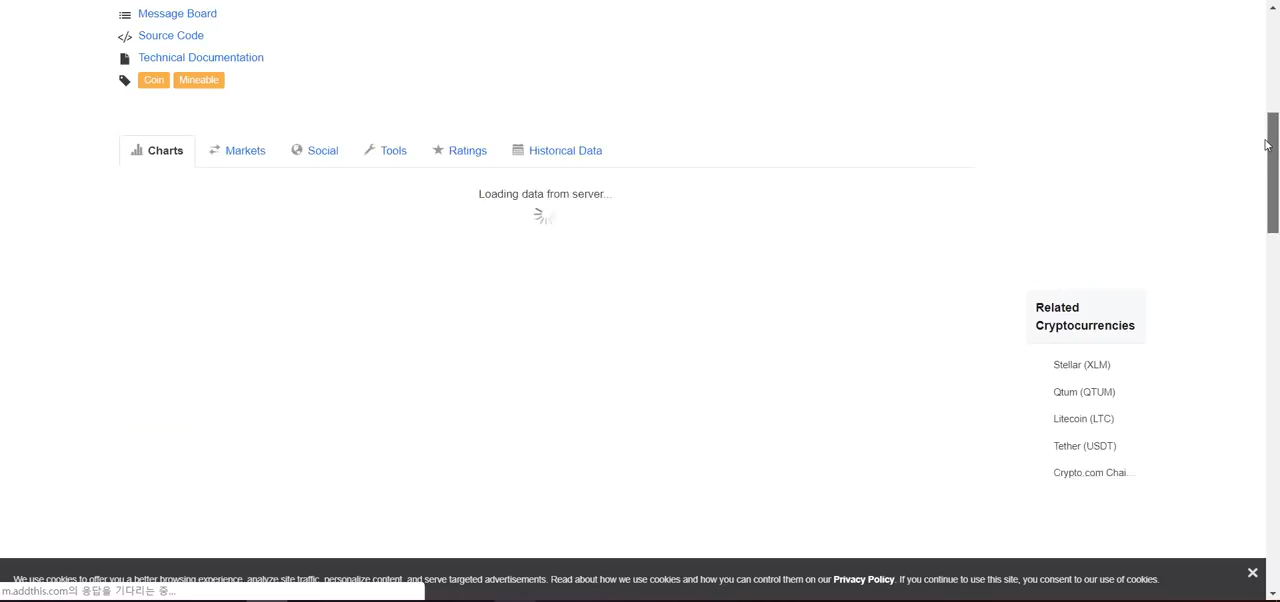 Message Board
Source Code
Technical Documentation
Coin Mineable
Charts Markets Social Tools Ratings Historical Data
Loading data from server...
Related
Cryptocurrencies
Stellar (XLM)
Qtum (QTUM)
Litecoin (LTC)
Tether (USDT)
Crypto.com Chai...
We use cookies to offer you a better browsing experience, analyze site traffic, personalize content, and serve targeted advertisements. Read about how we use cookies and how you can control them on our Privacy Policy. If you continue to use this site, you consent to our use of cookies.
m.addthis.com의 응답을 기다리는 중...